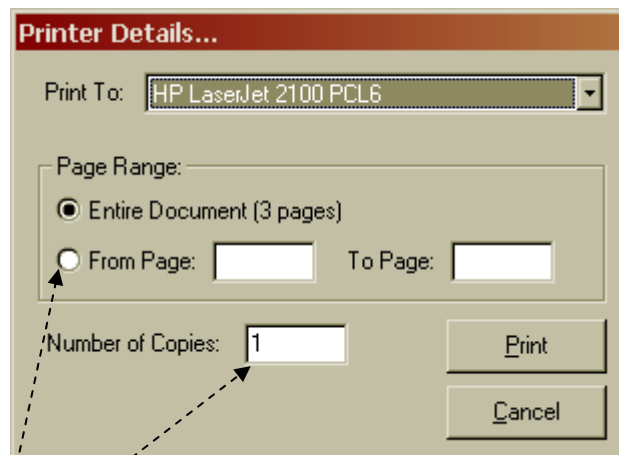 Printer Details...
Print To: HP LaserJet 2100 PCL6
Page Range:
Entire Document (3 pages)
From Page: To Page:
Number of Copies: 1 Print
Cancel